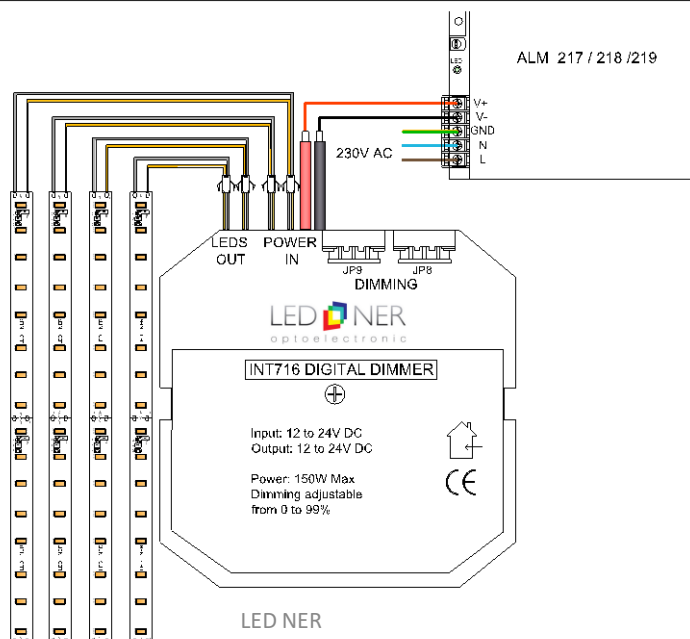 ALM 217 / 218 /219
LED
V+
V-
GND
N
L
230V AC
LEDS
OUT
POWER
IN
JP9
JP8
DIMMING
LED NER
optoelectronic
INT716 DIGITAL DIMMER
Input: 12 to 24V DC
Output: 12 to 24V DC
Power: 150W Max
Dimming adjustable
from 0 to 99%
CE
LED NER